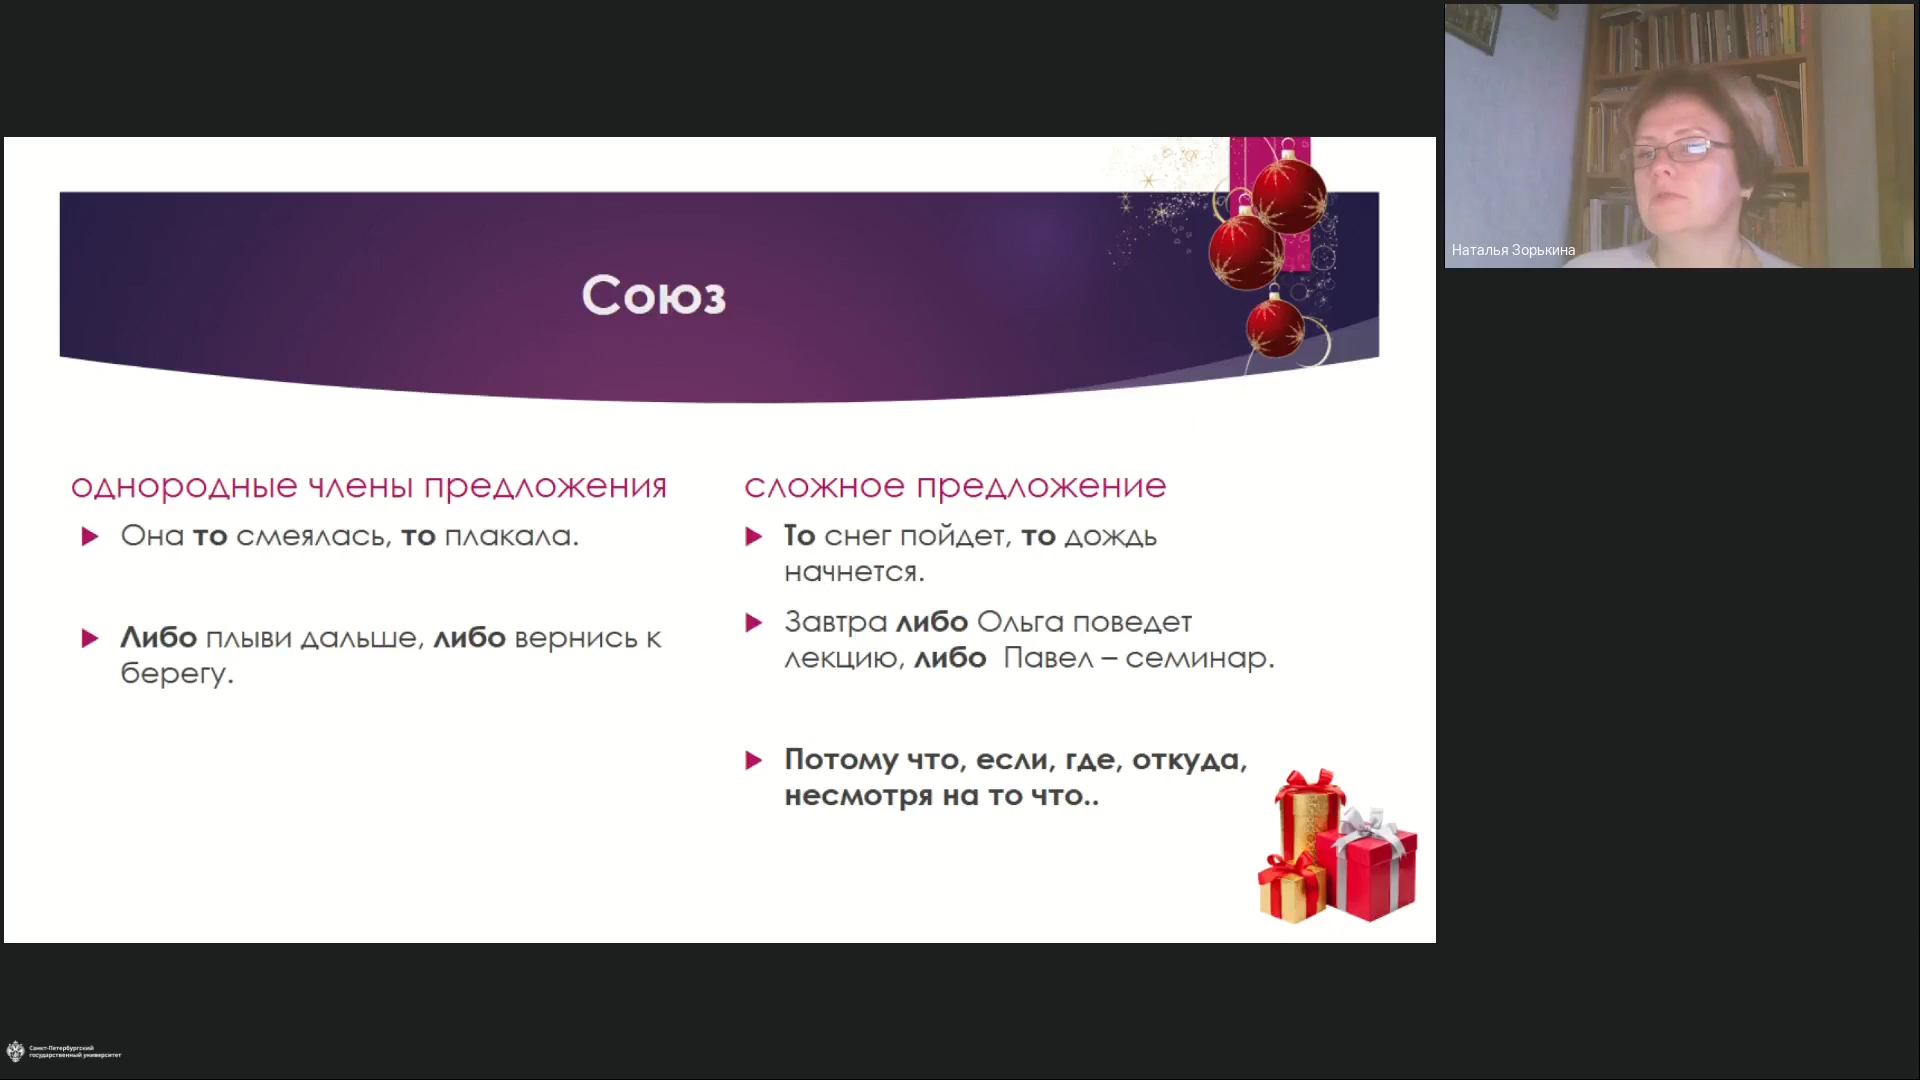 Союз
однородные члены предложения
Она то смеялась, то плакала.
Либо плыви дальше, либо вернись к
берегу.
сложное предложение
То снег пойдет, то дождь
начнется.
Завтра либо Ольга поведет
лекцию, либо Павел – семинар.
Потому что, если, где, откуда,
несмотря на то что..
Наталья Зорькина
Санкт-Петербургский
государственный университет